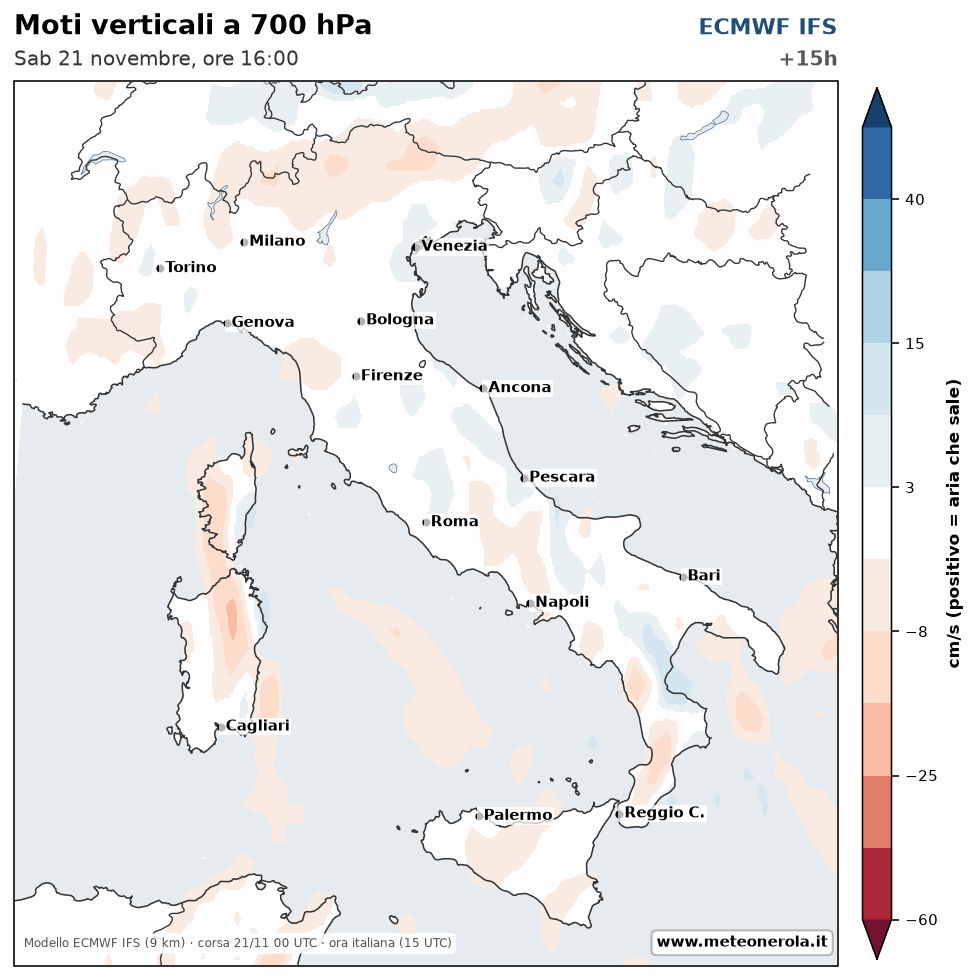 Moti verticali a 700 hPa
ECMWF IFS
Sab 21 novembre, ore 16:00
+15h
Milano
Venezia
Torino
Genova
Bologna
Firenze
Ancona
Pescara
Roma
Bari
Napoli
Cagliari
Palermo
Reggio C.
40
15
3
−8
−25
−60
cm/s (positivo = aria che sale)
Modello ECMWF IFS (9 km) · corsa 21/11 00 UTC · ora italiana (15 UTC)
www.meteonerola.it